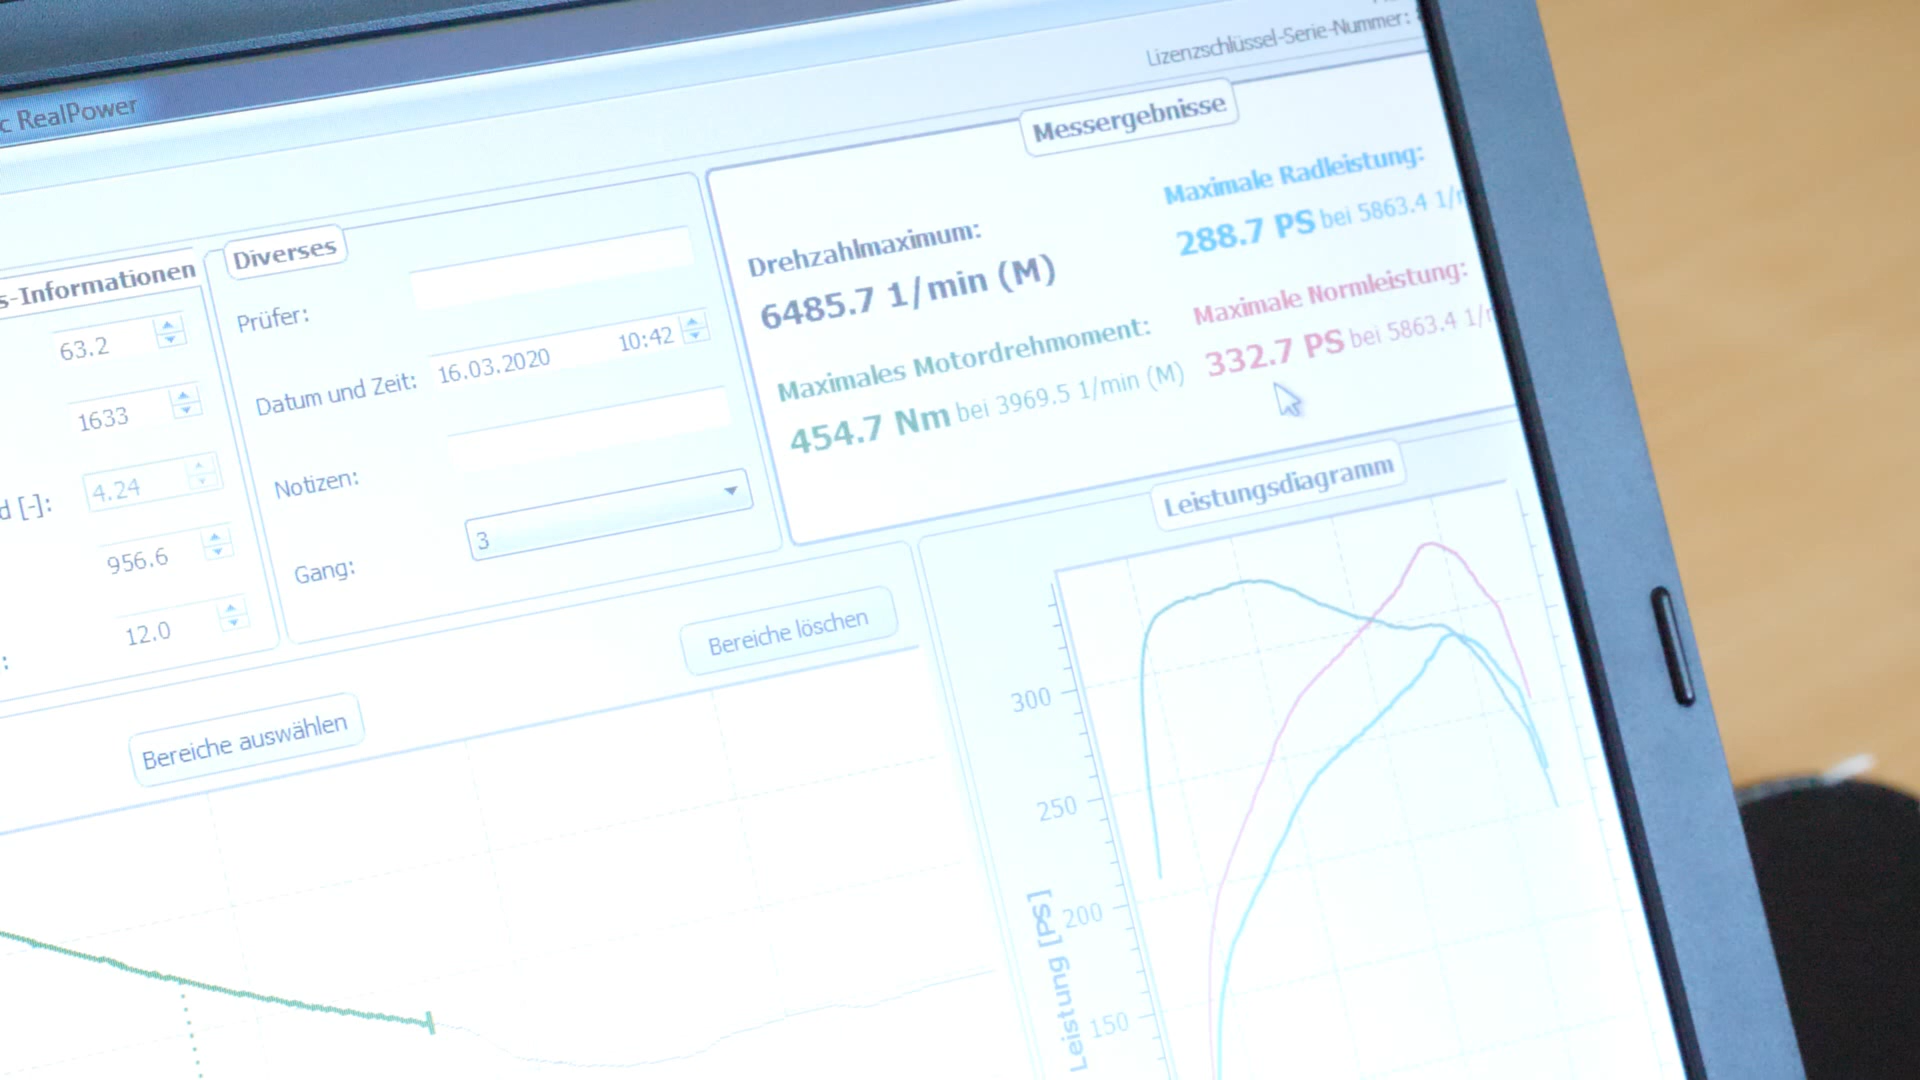 c RealPower
Lizenzschlüssel-Serie-Nummer:
s-Informationen
63.2
1633
d [-]:
4.24
956.6
:
12.0
Diverses
Prüfer:
Datum und Zeit: 16.03.2020 10:42
Notizen:
Gang:
3
Messergebnisse
Drehzahlmaximum:
6485.7 1/min (M)
Maximales Motordrehmoment:
454.7 Nm bei 3969.5 1/min (M)
Maximale Radleistung:
288.7 PS bei 5863.4 1/
Maximale Normleistung:
332.7 PS bei 5863.4 1/
Bereiche auswählen
Bereiche löschen
Leistungsdiagramm
300
250
200
150
Leistung [PS]